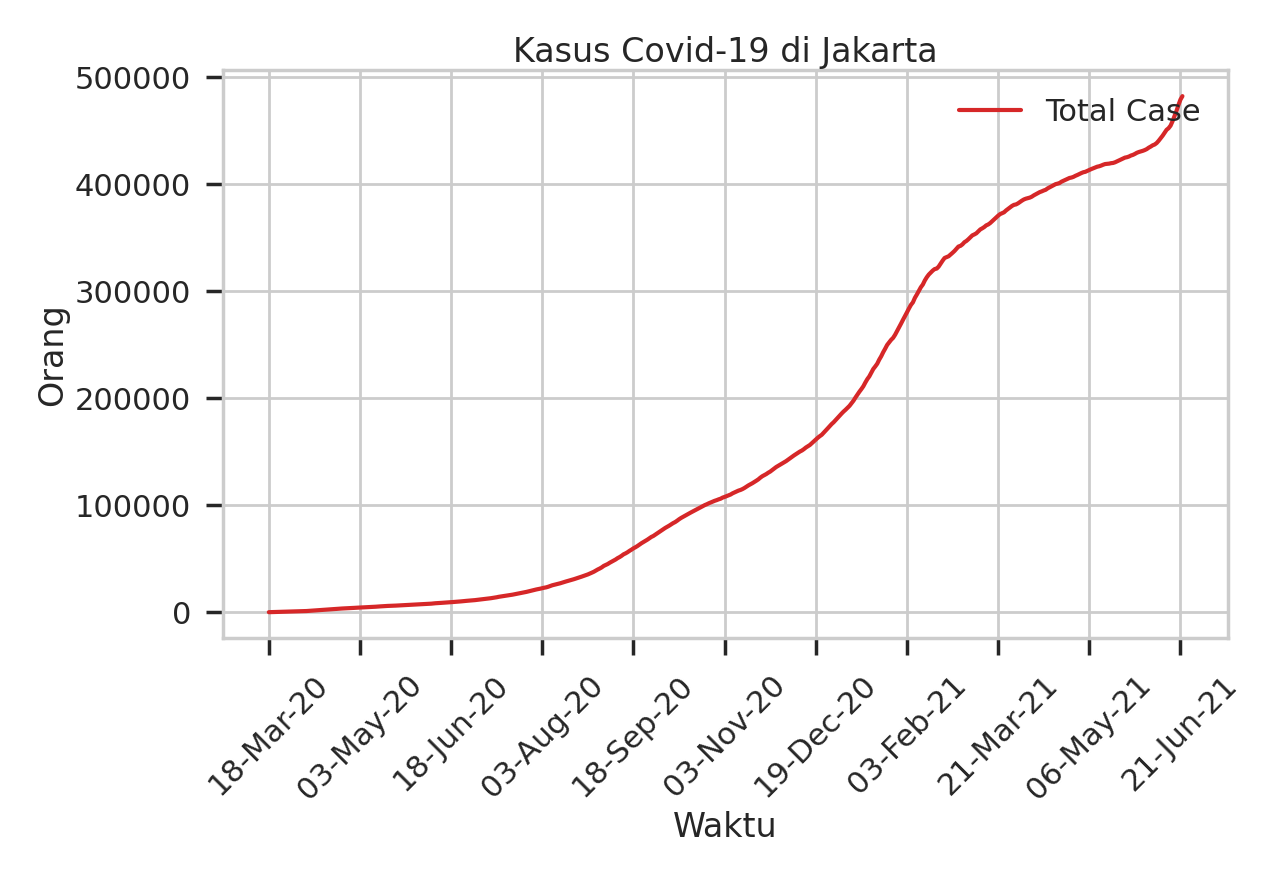 Kasus Covid-19 di Jakarta
Total Case
Orang
500000
400000
300000
200000
100000
0
18-Mar-20
03-May-20
18-Jun-20
03-Aug-20
18-Sep-20
03-Nov-20
19-Dec-20
03-Feb-21
21-Mar-21
06-May-21
21-Jun-21
Waktu